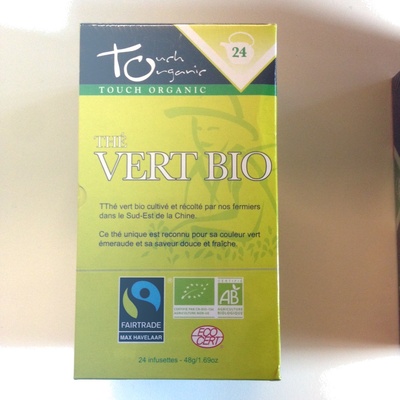 Touch
Organic
24
TOUCH ORGANIC
THÉ
VERT BIO
TThé vert bio cultivé et récolté par nos fermiers
dans le Sud-Est de la Chine.
Ce thé unique est reconnu pour sa couleur vert
émeraude et sa saveur douce et fraîche.
FAIRTRADE
MAX HAVELAAR
AB
ECO
CERT
24 infusettes - 48g/1.69oz